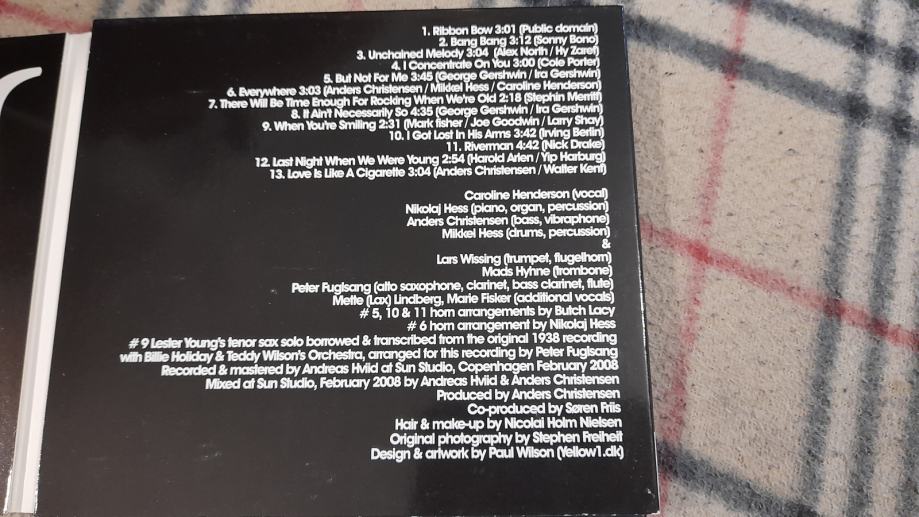 1. Ribbon Bow 3:01 (Public domain)
2. Bang Bang 3:12 (Sonny Bono)
3. Unchained Melody 3:04 (Alex North / Hy Zaret)
4. I Concentrate On You 3:00 (Cole Porter)
5. But Not For Me 3:45 (George Gershwin / Ira Gershwin)
6. Everywhere 3:03 (Anders Christensen / Mikkel Hess / Caroline Henderson)
7. There Will Be Time Enough For Rocking When We're Old 2:18 (Stephin Merritt)
8. It Ain't Necessarily So 4:35 (George Gershwin / Ira Gershwin)
9. When You're Smiling 2:31 (Mark fisher / Joe Goodwin / Larry Shay)
10. I Got Lost In His Arms 3:42 (Irving Berlin)
11. Riverman 4:42 (Nick Drake)
12. Last Night When We Were Young 2:54 (Harold Arlen / Yip Harburg)
13. Love Is Like A Cigarette 3:04 (Anders Christensen / Walter Kent)
Caroline Henderson (vocal)
Nikolaj Hess (piano, organ, percussion)
Anders Christensen (bass, vibraphone)
Mikkel Hess (drums, percussion)
&
Lars Wissing (trumpet, flugelhorn)
Mads Hyhne (trombone)
Peter Fuglsang (alto saxophone, clarinet, bass clarinet, flute)
Mette (Lax) Lindberg, Marie Fisker (additional vocals)
# 5, 10 & 11 horn arrangements by Butch Lacy
# 6 horn arrangement by Nikolaj Hess
# 9 Lester Young's tenor sax solo borrowed & transcribed from the original 1938 recording
with Billie Holiday & Teddy Wilson's Orchestra, arranged for this recording by Peter Fuglsang
Recorded & mastered by Andreas Hviid at Sun Studio, Copenhagen February 2008
Mixed at Sun Studio, February 2008 by Andreas Hviid & Anders Christensen
Produced by Anders Christensen
Co-produced by Søren Friis
Hair & make-up by Nicolai Holm Nielsen
Original photography by Stephen Freiheit
Design & artwork by Paul Wilson (Yellow1.dk)